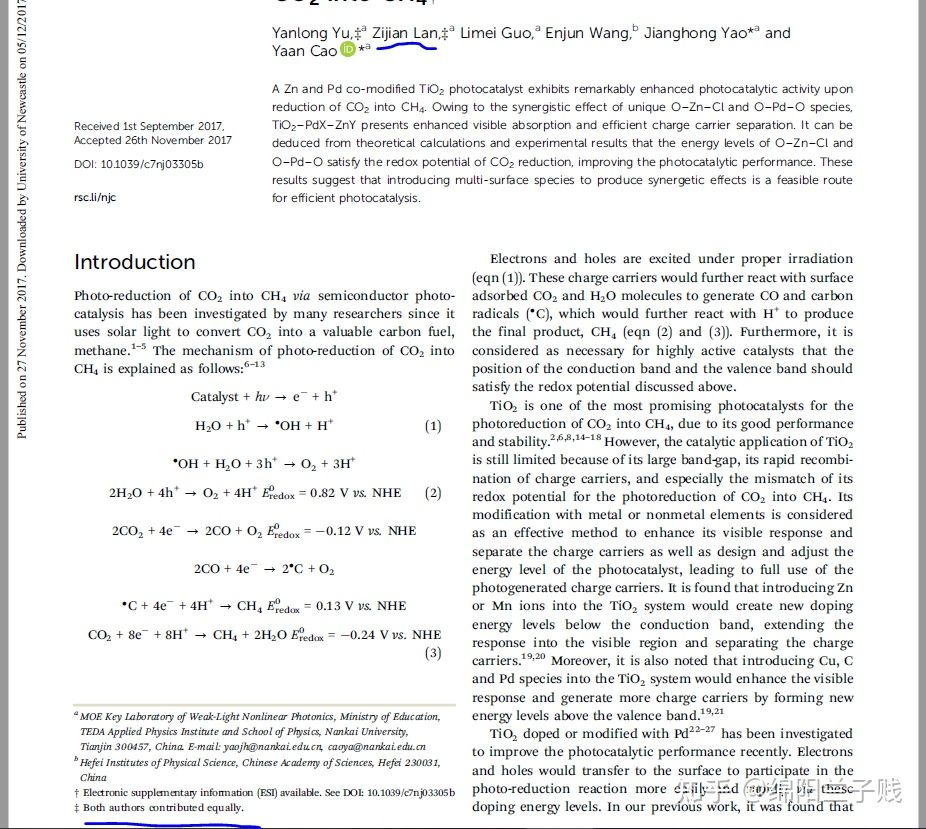 CO₂ into CH₄†
Yanlong Yu,‡ᵃ Zijian Lan,‡ᵃ Limei Guo,ᵃ Enjun Wang,ᵇ Jianghong Yao*ᵃ and
Yaan Cao iD *ᵃ
A Zn and Pd co-modified TiO₂ photocatalyst exhibits remarkably enhanced photocatalytic activity upon
reduction of CO₂ into CH₄. Owing to the synergistic effect of unique O–Zn–Cl and O–Pd–O species,
TiO₂–PdX–ZnY presents enhanced visible absorption and efficient charge carrier separation. It can be
deduced from theoretical calculations and experimental results that the energy levels of O–Zn–Cl and
O–Pd–O satisfy the redox potential of CO₂ reduction, improving the photocatalytic performance. These
results suggest that introducing multi-surface species to produce synergetic effects is a feasible route
for efficient photocatalysis.
Received 1st September 2017,
Accepted 26th November 2017
DOI: 10.1039/c7nj03305b
rsc.li/njc
Published on 27 November 2017. Downloaded by University of Newcastle on 05/12/2017
Introduction
Photo-reduction of CO₂ into CH₄ via semiconductor photo-
catalysis has been investigated by many researchers since it
uses solar light to convert CO₂ into a valuable carbon fuel,
methane.¹⁻⁵ The mechanism of photo-reduction of CO₂ into
CH₄ is explained as follows:⁶⁻¹³
Catalyst + hν → e⁻ + h⁺
H₂O + h⁺ → •OH + H⁺ (1)
•OH + H₂O + 3h⁺ → O₂ + 3H⁺
2H₂O + 4h⁺ → O₂ + 4H⁺ E⁰redox = 0.82 V vs. NHE (2)
2CO₂ + 4e⁻ → 2CO + O₂ E⁰redox = −0.12 V vs. NHE
2CO + 4e⁻ → 2•C + O₂
•C + 4e⁻ + 4H⁺ → CH₄ E⁰redox = 0.13 V vs. NHE
CO₂ + 8e⁻ + 8H⁺ → CH₄ + 2H₂O E⁰redox = −0.24 V vs. NHE
(3)
ᵃ MOE Key Laboratory of Weak-Light Nonlinear Photonics, Ministry of Education,
TEDA Applied Physics Institute and School of Physics, Nankai University,
Tianjin 300457, China. E-mail: yaojh@nankai.edu.cn, caoya@nankai.edu.cn
ᵇ Hefei Institutes of Physical Science, Chinese Academy of Sciences, Hefei 230031,
China
† Electronic supplementary information (ESI) available. See DOI: 10.1039/c7nj03305b
‡ Both authors contributed equally.
Electrons and holes are excited under proper irradiation
(eqn (1)). These charge carriers would further react with surface
adsorbed CO₂ and H₂O molecules to generate CO and carbon
radicals (•C), which would further react with H⁺ to produce
the final product, CH₄ (eqn (2) and (3)). Furthermore, it is
considered as necessary for highly active catalysts that the
position of the conduction band and the valence band should
satisfy the redox potential discussed above.
TiO₂ is one of the most promising photocatalysts for the
photoreduction of CO₂ into CH₄, due to its good performance
and stability.²,⁶,⁸,¹⁴⁻¹⁸ However, the catalytic application of TiO₂
is still limited because of its large band-gap, its rapid recombi-
nation of charge carriers, and especially the mismatch of its
redox potential for the photoreduction of CO₂ into CH₄. Its
modification with metal or nonmetal elements is considered
as an effective method to enhance its visible response and
separate the charge carriers as well as design and adjust the
energy level of the photocatalyst, leading to full use of the
photogenerated charge carriers. It is found that introducing Zn
or Mn ions into the TiO₂ system would create new doping
energy levels below the conduction band, extending the
response into the visible region and separating the charge
carriers.¹⁹,²⁰ Moreover, it is also noted that introducing Cu, C
and Pd species into the TiO₂ system would enhance the visible
response and generate more charge carriers by forming new
energy levels above the valence band.¹⁹,²¹
TiO₂ doped or modified with Pd²²⁻²⁷ has been investigated
to improve the photocatalytic performance recently. Electrons
and holes would transfer to the surface to participate in the
photo-reduction reaction more easily and rapidly via these
doping energy levels. In our previous work, it was found that
知乎 @绵阳兰子贱